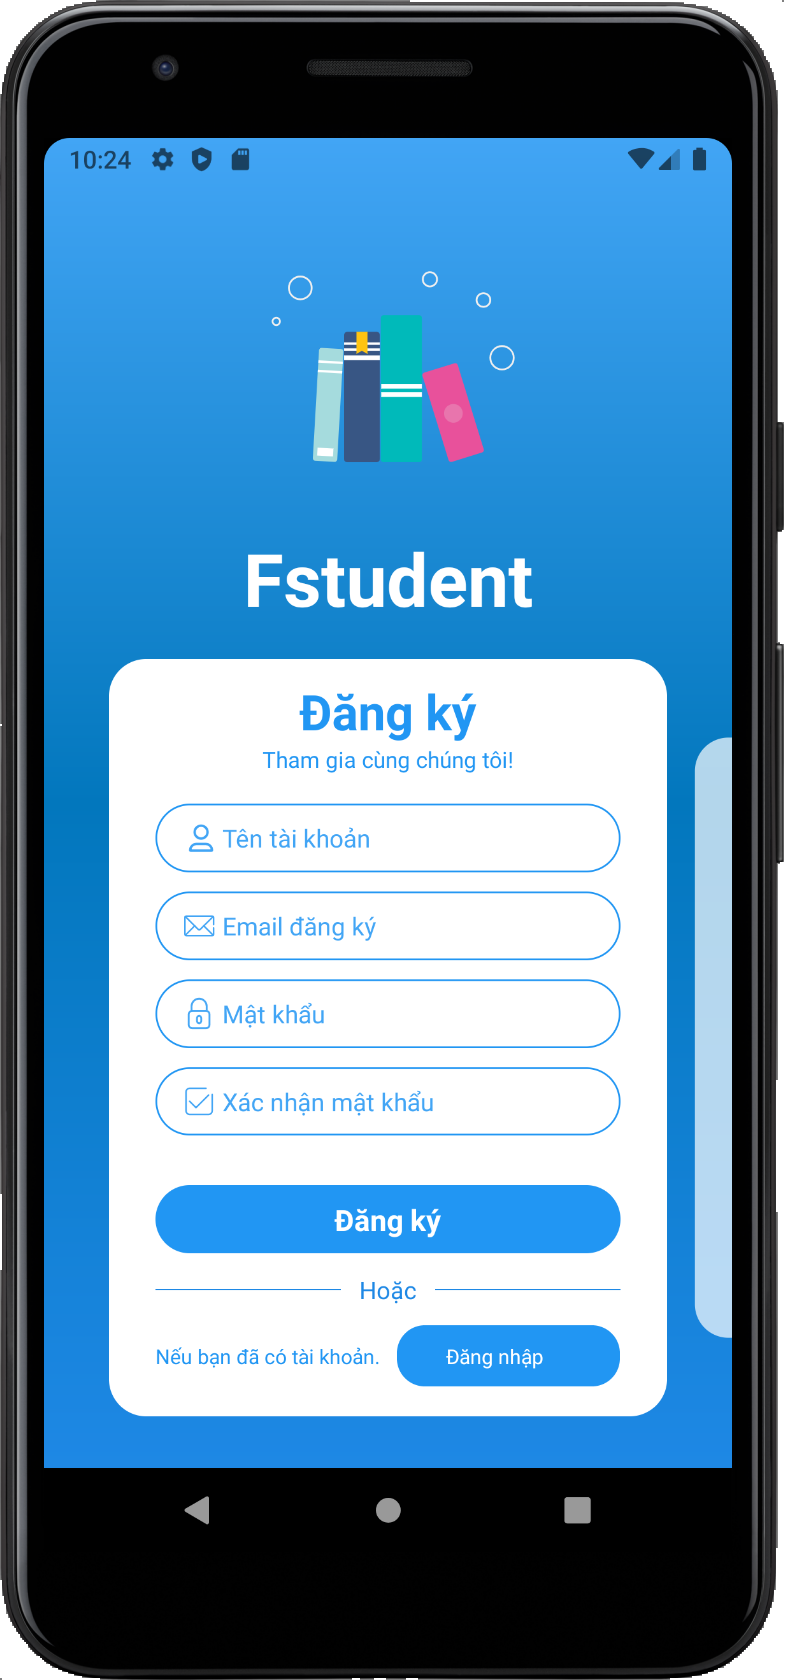 10:24
Fstudent
Đăng ký
Tham gia cùng chúng tôi!
Tên tài khoản
Email đăng ký
Mật khẩu
Xác nhận mật khẩu
Đăng ký
Hoặc
Nếu bạn đã có tài khoản. Đăng nhập